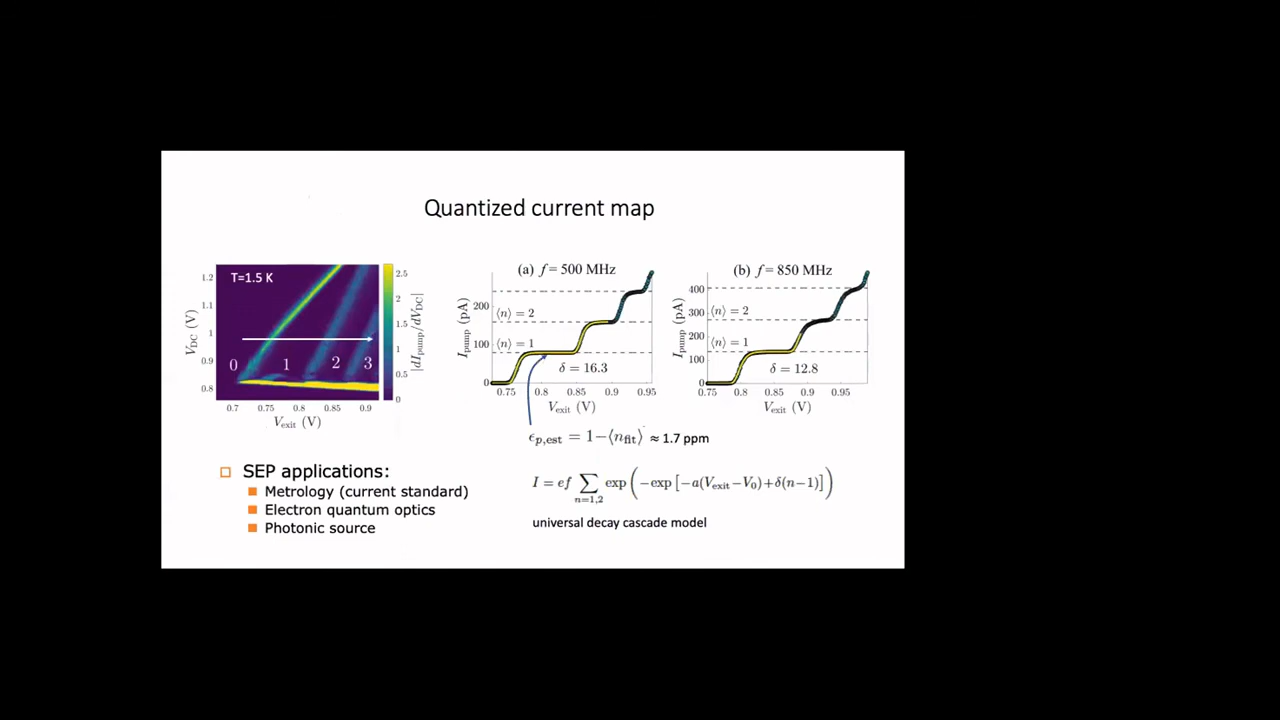 Quantized current map
T=1.5 K
1.2
1.1
1
0.9
0.8
V_DC (V)
0 1 2 3
0.7 0.75 0.8 0.85 0.9
V_exit (V)
2.5
2
1.5
1
0.5
0
|dI_pump/dV_DC|
(a) f = 500 MHz
200
100
0
I_pump (pA)
⟨n⟩ = 2
⟨n⟩ = 1
δ = 16.3
0.75 0.8 0.85 0.9 0.95
V_exit (V)
(b) f = 850 MHz
400
300
200
100
0
I_pump (pA)
⟨n⟩ = 2
⟨n⟩ = 1
δ = 12.8
0.75 0.8 0.85 0.9 0.95
V_exit (V)
ϵ_p,est = 1−⟨n_fit⟩ ≈ 1.7 ppm
SEP applications:
Metrology (current standard)
Electron quantum optics
Photonic source
I = ef ∑_{n=1,2} exp(−exp[−a(V_exit−V_0)+δ(n−1)])
universal decay cascade model